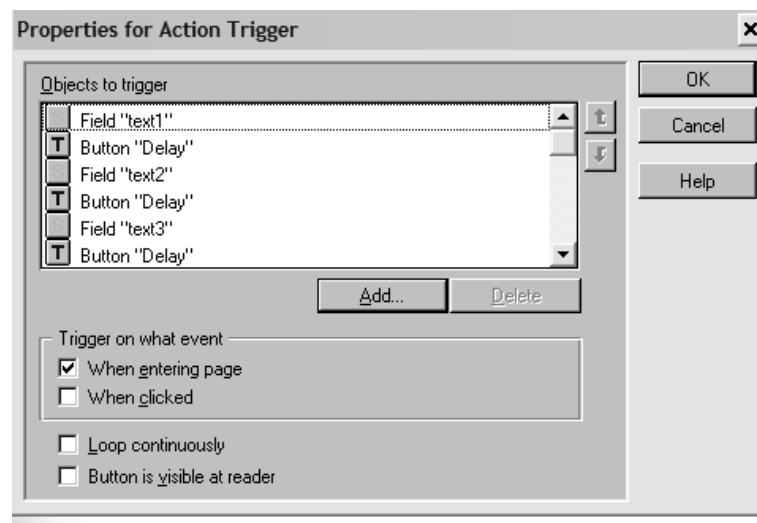 Properties for Action Trigger
Objects to trigger
S Field "text1"
T Button "Delay"
S Field "text2"
T Button "Delay"
S Field "text3"
T Button "Delay"
Add...
Delete
Trigger on what event
When entering page
When clicked
Loop continuously
Button is visible at reader
OK
Cancel
Help